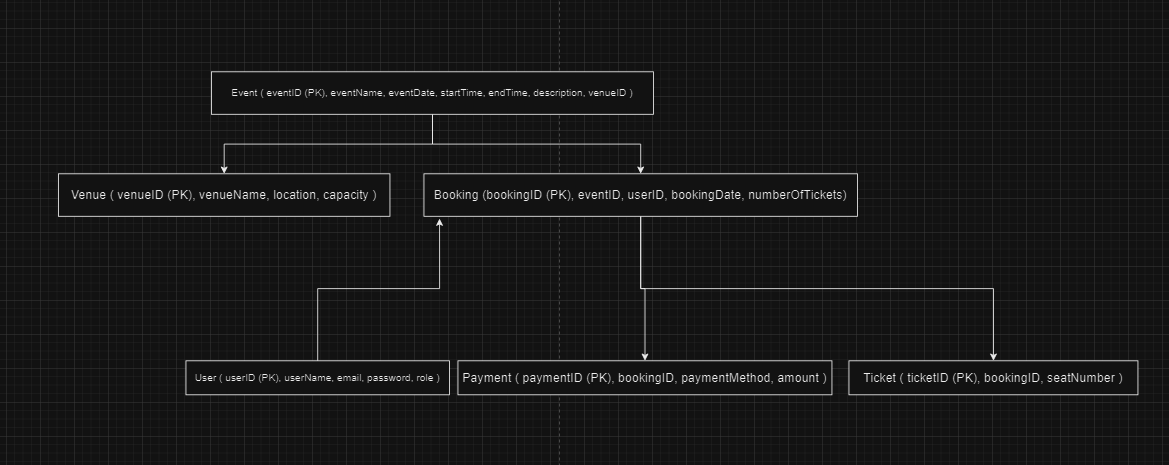 Event ( eventID (PK), eventName, eventDate, startTime, endTime, description, venueID )
Venue ( venueID (PK), venueName, location, capacity )
Booking (bookingID (PK), eventID, userID, bookingDate, numberOfTickets)
User ( userID (PK), userName, email, password, role )
Payment ( paymentID (PK), bookingID, paymentMethod, amount )
Ticket ( ticketID (PK), bookingID, seatNumber )